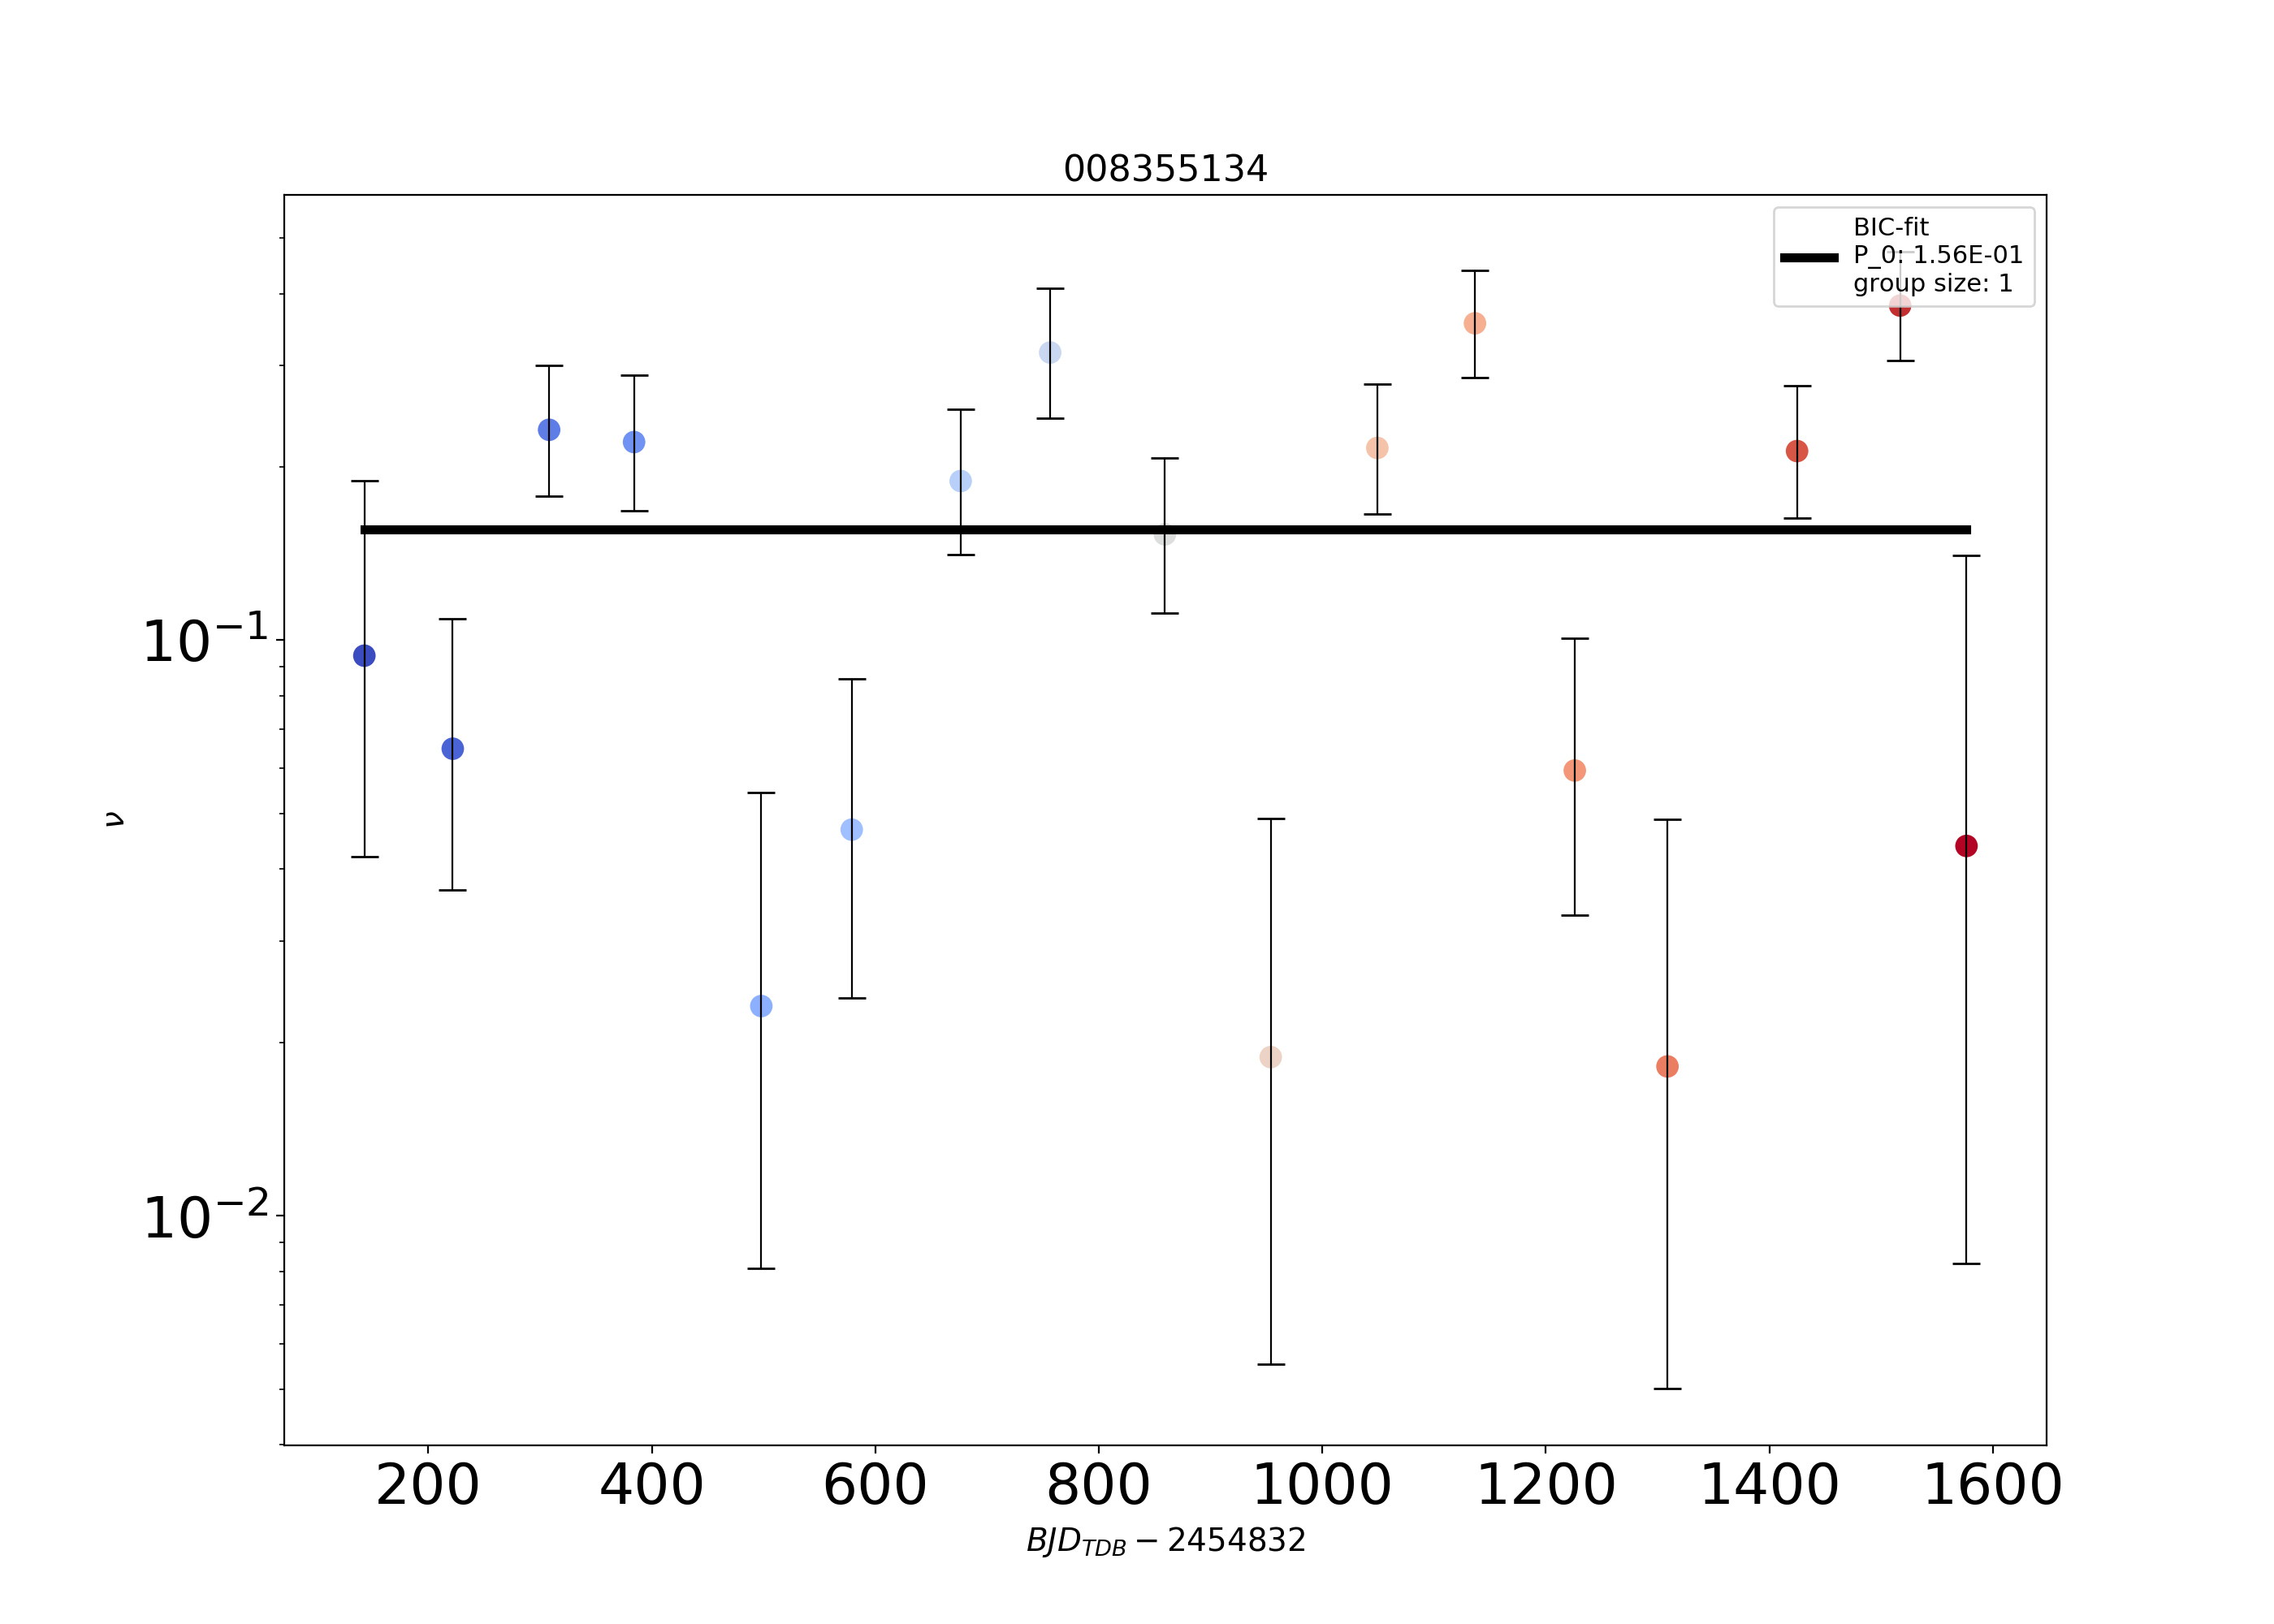 008355134
BIC-fit
P_0: 1.56E-01
group size: 1
10⁻¹
ν
10⁻²
200 400 600 800 1000 1200 1400 1600
BJD_TDB − 2454832